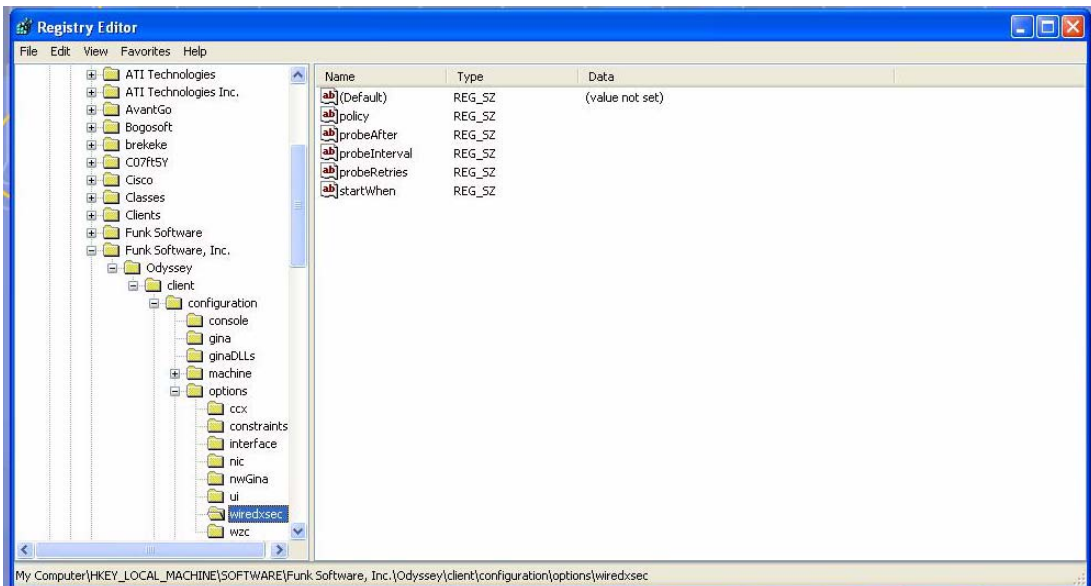 Registry Editor
File Edit View Favorites Help
ATI Technologies
ATI Technologies Inc.
AvantGo
Bogosoft
brekeke
C07ft5Y
Cisco
Classes
Clients
Funk Software
Funk Software, Inc.
Odyssey
client
configuration
console
gina
ginaDLLs
machine
options
ccx
constraints
interface
nic
nwGina
ui
wiredxsec
wzc
Name Type Data
(Default) REG_SZ (value not set)
policy REG_SZ
probeAfter REG_SZ
probeInterval REG_SZ
probeRetries REG_SZ
startWhen REG_SZ
My Computer\HKEY_LOCAL_MACHINE\SOFTWARE\Funk Software, Inc.\Odyssey\client\configuration\options\wiredxsec